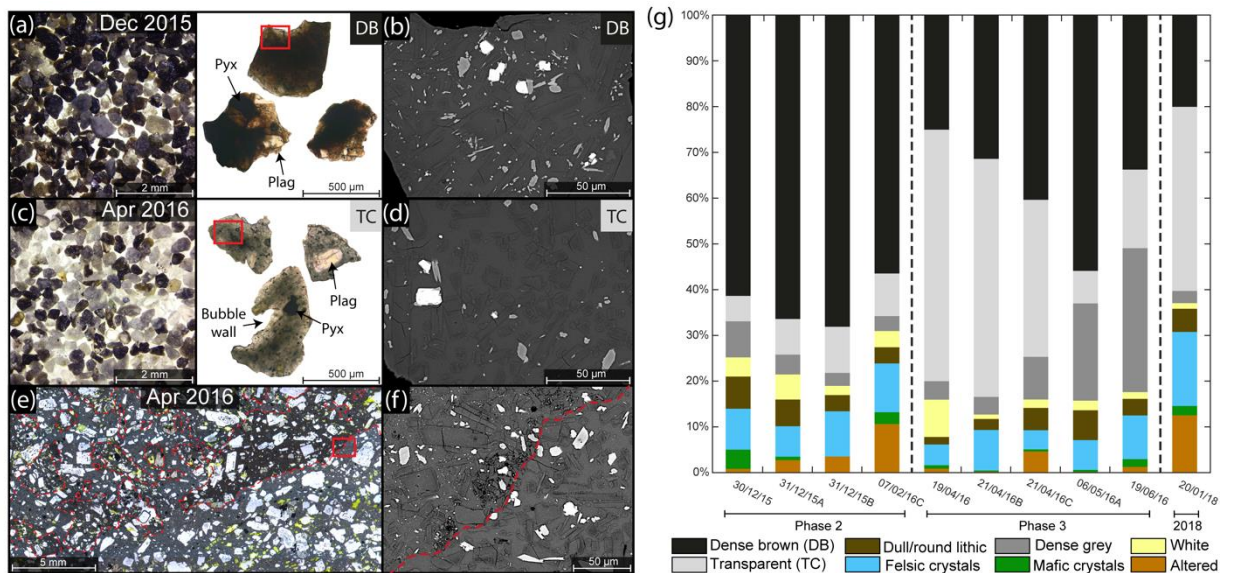 (a) Dec 2015 DB
Pyx
Plag
2 mm
500 µm
(b) DB
50 µm
(c) Apr 2016 TC
Bubble
wall
Plag
Pyx
2 mm
500 µm
(d) TC
50 µm
(e) Apr 2016
5 mm
(f)
50 µm
(g)
100%
90%
80%
70%
60%
50%
40%
30%
20%
10%
0%
30/12/15
31/12/15A
31/12/15B
07/02/16C
19/04/16
21/04/16B
21/04/16C
06/05/16A
19/06/16
20/01/18
Phase 2 Phase 3 2018
Dense brown (DB) Dull/round lithic Dense grey White
Transparent (TC) Felsic crystals Mafic crystals Altered